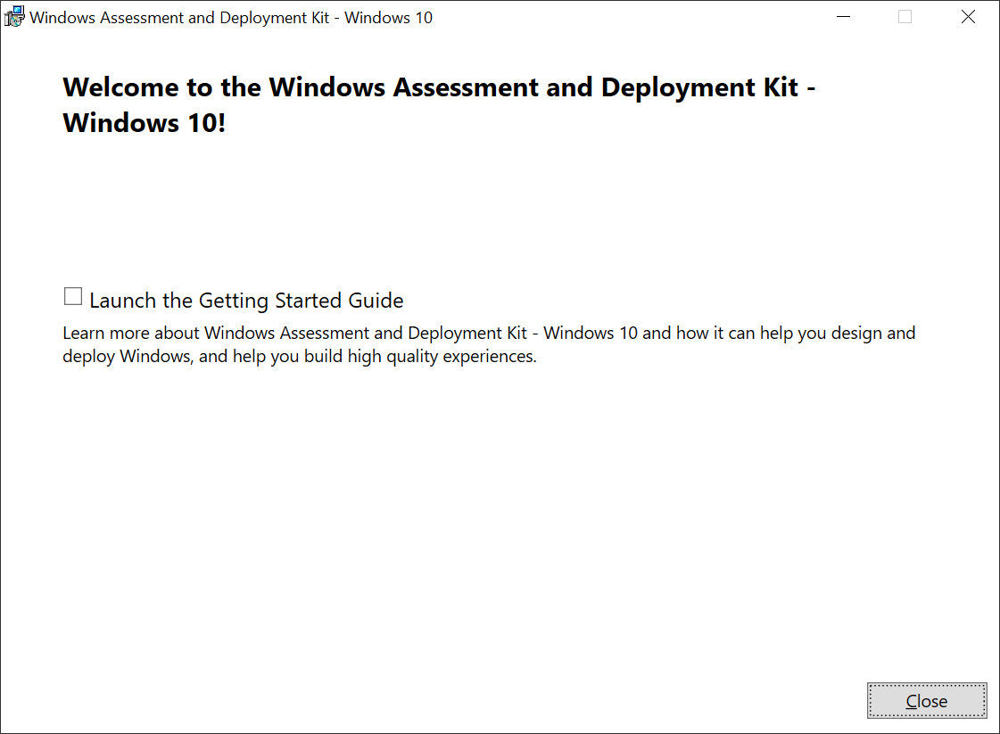 Windows Assessment and Deployment Kit - Windows 10
Welcome to the Windows Assessment and Deployment Kit -
Windows 10!
Launch the Getting Started Guide
Learn more about Windows Assessment and Deployment Kit - Windows 10 and how it can help you design and
deploy Windows, and help you build high quality experiences.
Close